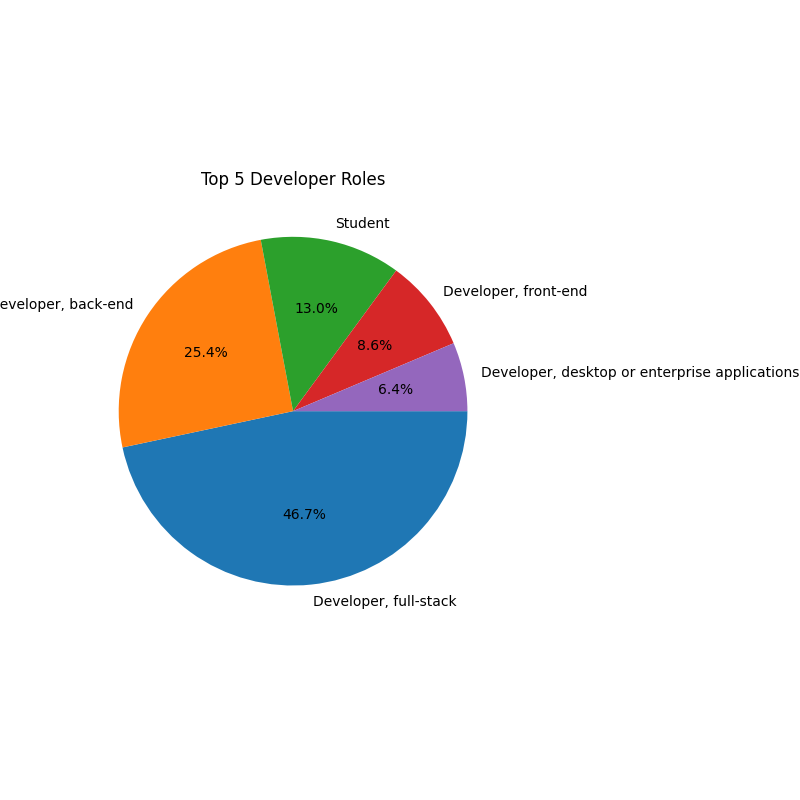 Top 5 Developer Roles
Student
Developer, front-end
eveloper, back-end
Developer, desktop or enterprise applications
13.0%
8.6%
25.4%
6.4%
46.7%
Developer, full-stack